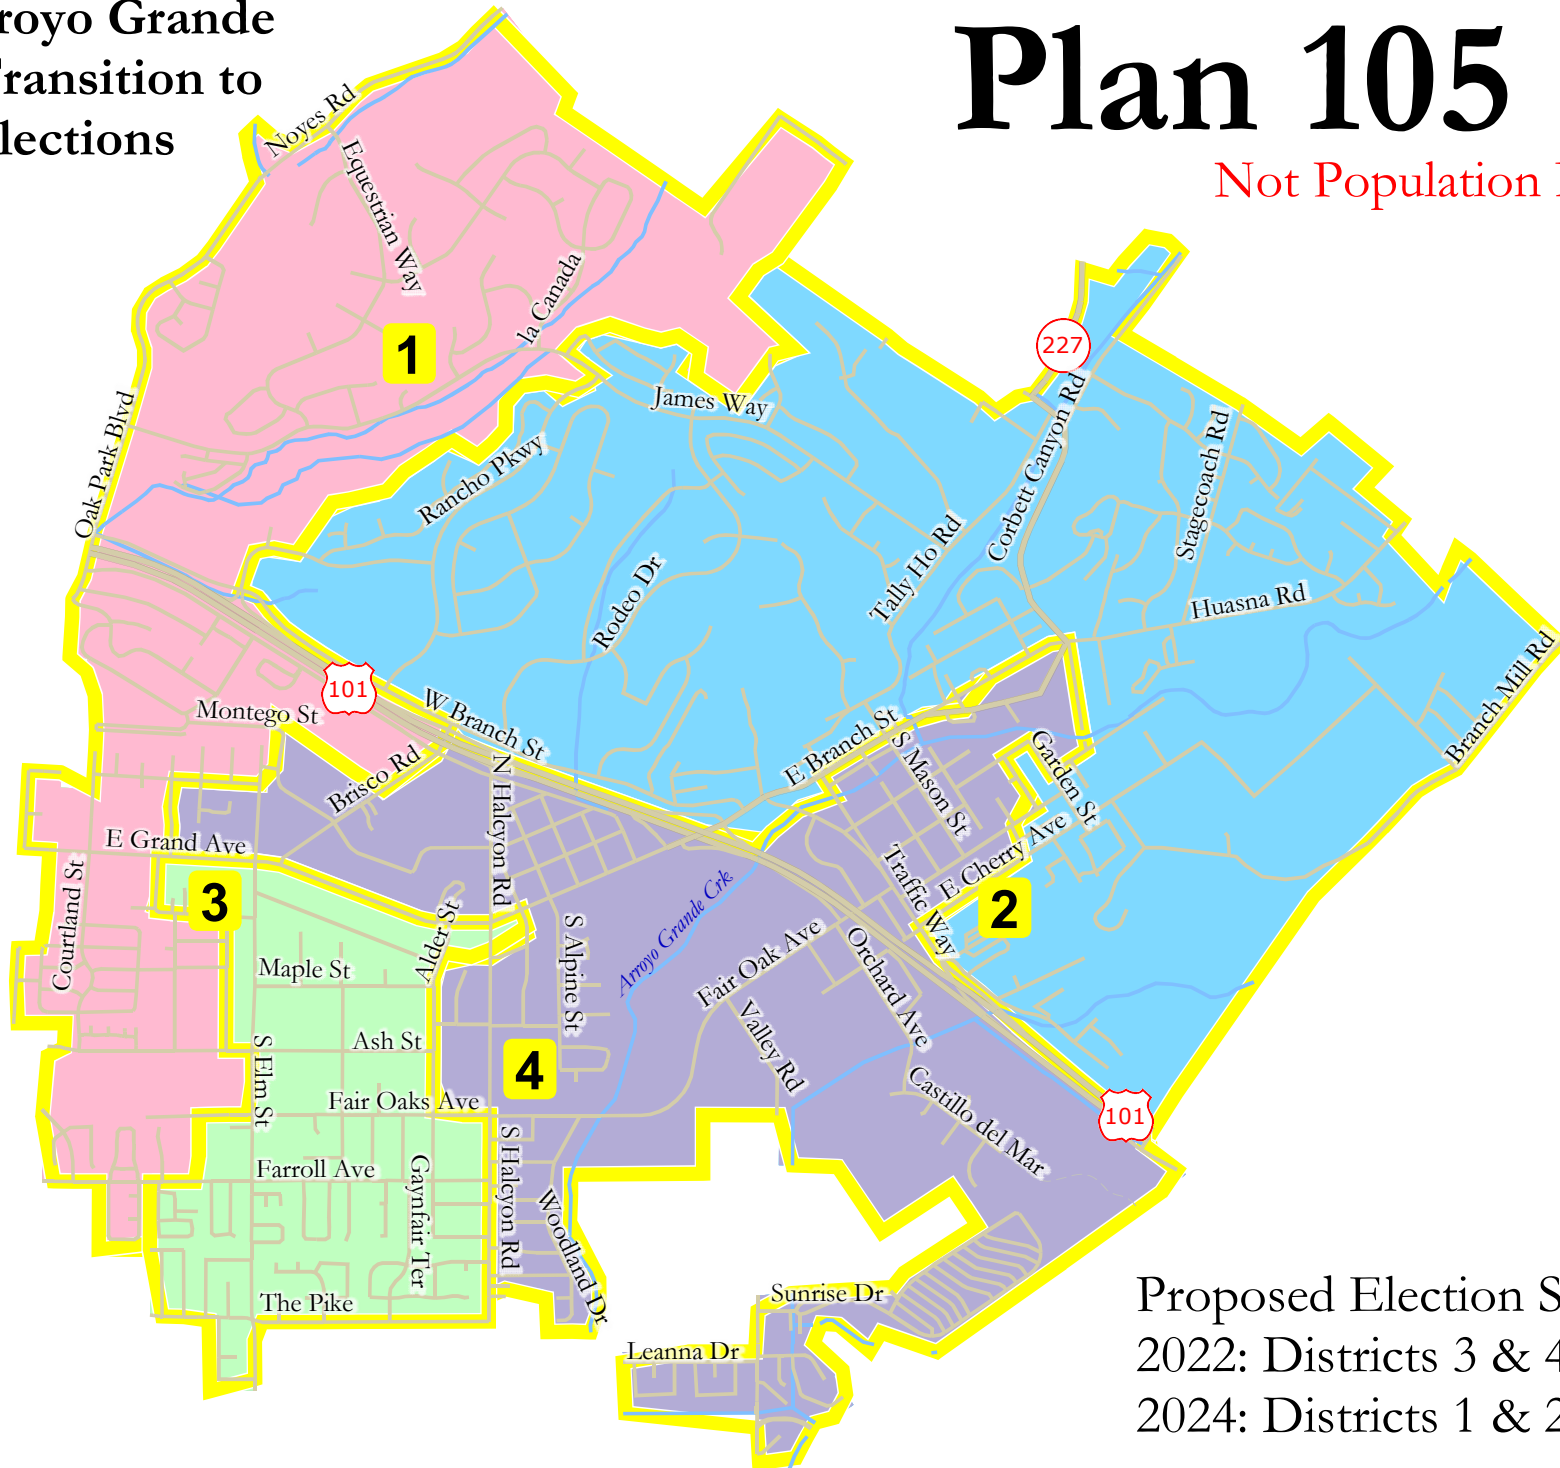 royo Grande
ransition to
lections
Plan 105
Not Population
Noyes Rd
Equestrian Way
la Canada
1
227
James Way
Oak Park Blvd
Rancho Pkwy
Corbett Canyon Rd
Stagecoach Rd
Tally Ho Rd
Rodeo Dr
Huasna Rd
Branch Mill Rd
101
Montego St
W Branch St
E Branch St
Brisco Rd
N Halcyon Rd
S Mason St
Garden St
E Grand Ave
E Cherry Ave
Traffic Way
Courtland St
3
2
Arroyo Grande Crk
Alder St
S Alpine St
Fair Oak Ave
Orchard Ave
Maple St
Valley Rd
Ash St
S Elm St
4
Castillo del Mar
101
Fair Oaks Ave
Farroll Ave
Gaynfair Ter
S Halcyon Rd
Woodland Dr
The Pike
Sunrise Dr
Leanna Dr
Proposed Election S
2022: Districts 3 & 4
2024: Districts 1 & 2